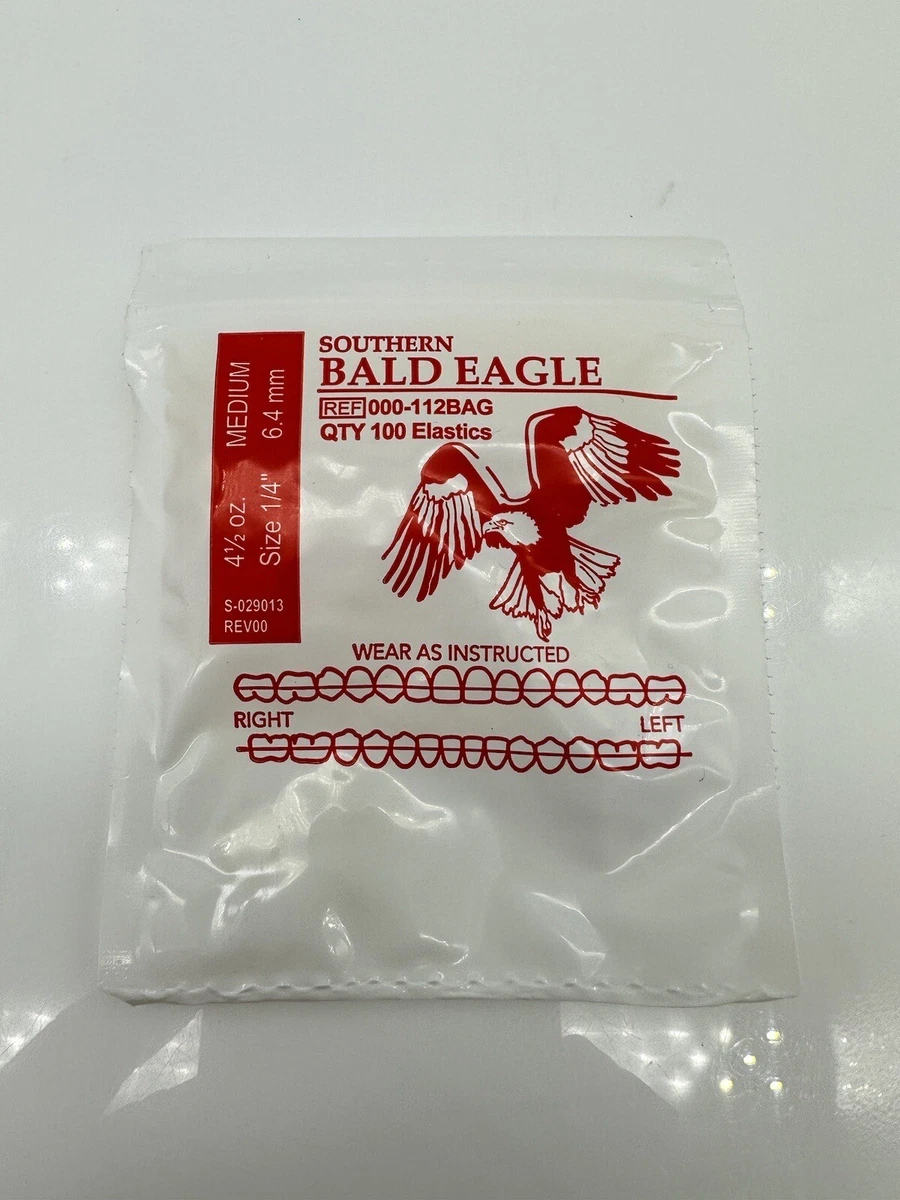 SOUTHERN
BALD EAGLE
REF 000-112BAG
QTY 100 Elastics
4½ oz. MEDIUM
Size 1/4" 6.4 mm
S-029013
REV00
WEAR AS INSTRUCTED
RIGHT LEFT